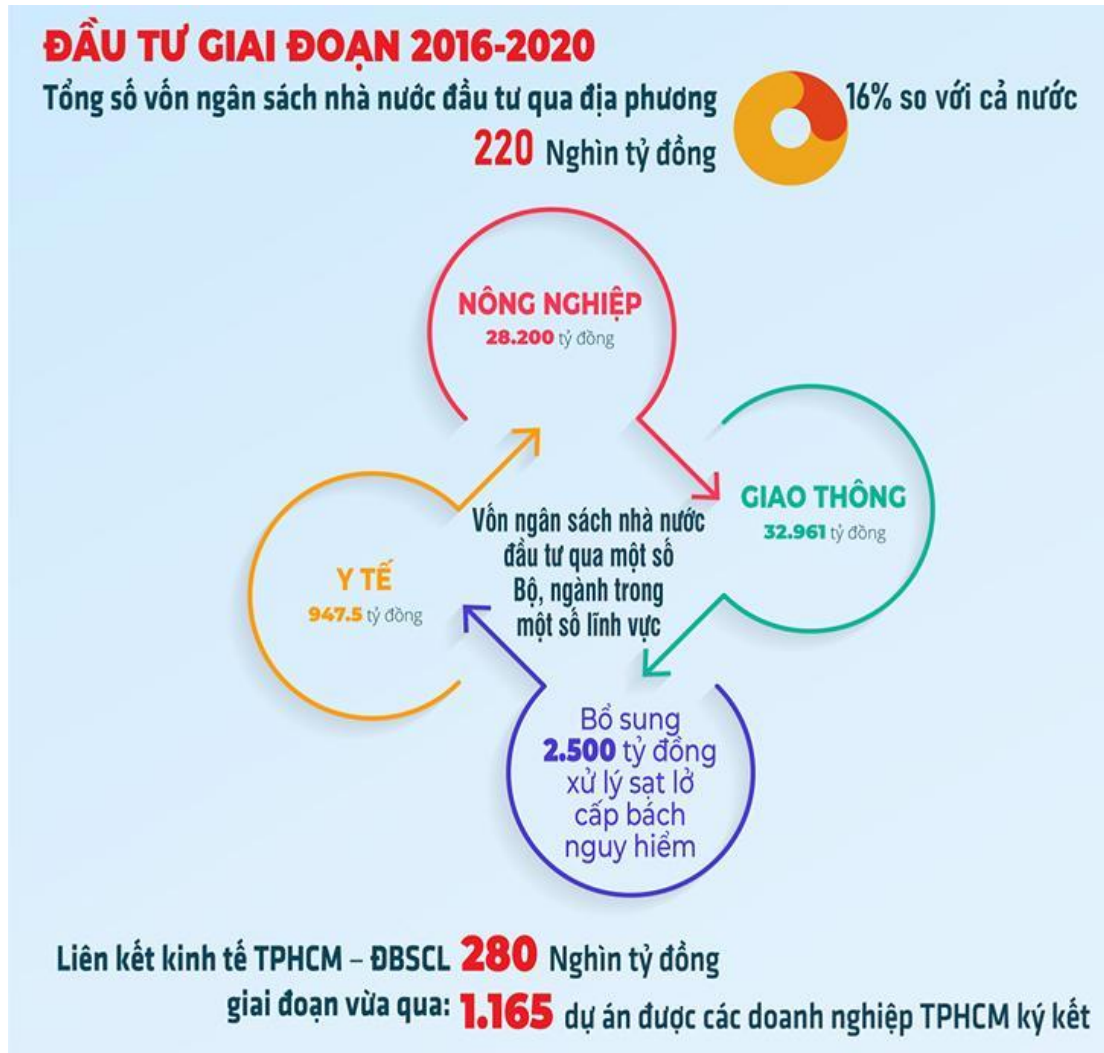 ĐẦU TƯ GIAI ĐOẠN 2016-2020
Tổng số vốn ngân sách nhà nước đầu tư qua địa phương
220 Nghìn tỷ đồng
16% so với cả nước
NÔNG NGHIỆP
28.200 tỷ đồng
GIAO THÔNG
32.961 tỷ đồng
Vốn ngân sách nhà nước
đầu tư qua một số
Bộ, ngành trong
một số lĩnh vực
Y TẾ
947.5 tỷ đồng
Bổ sung
2.500 tỷ đồng
xử lý sạt lở
cấp bách
nguy hiểm
Liên kết kinh tế TPHCM – ĐBSCL 280 Nghìn tỷ đồng
giai đoạn vừa qua: 1.165 dự án được các doanh nghiệp TPHCM ký kết